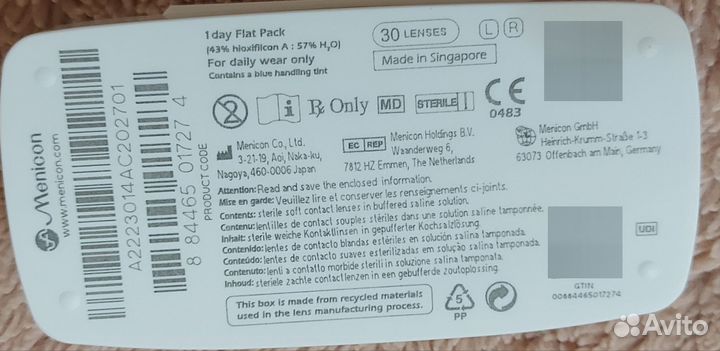 1day Flat Pack
(43% hioxifilcon A : 57% H₂O)
For daily wear only
Contains a blue handling tint
30 LENSES
L R
Made in Singapore
Menicon
www.menicon.com
A2223014AC202701
8 84465 01727 4
PRODUCT CODE
2
i
Rx Only
MD
STERILE
CE
0483
Menicon Co., Ltd.
3-21-19, Aoi, Naka-ku,
Nagoya, 460-0006 Japan
EC REP
Menicon Holdings B.V.
Waanderweg 6,
7812 HZ Emmen, The Netherlands
Menicon GmbH
Heinrich-Krumm-Straße 1-3
63073 Offenbach am Main, Germany
Attention: Read and save the enclosed information.
Mise en garde: Veuillez lire et conserver les renseignements ci-joints.
Contents: sterile soft contact lenses in buffered saline solution.
Contenu: lentilles de contact souples stériles dans une solution saline tamponnée.
Inhalt: sterile weiche Kontaktlinsen in gepufferter Kochsalzlösung
Contenido: lentes de contacto blandas estériles en solución salina tamponada.
Conteúdo: lentes de contacto suaves esterilizadas em solução salina tamponada.
Contenuto: lenti a contatto morbide sterili in soluzione salina tamponata.
Inhoud: steriele zachte contactlenzen in een gebufferde zoutoplossing.
This box is made from recycled materials
used in the lens manufacturing process.
5
PP
UDI
GTIN
00884465017274
Avito